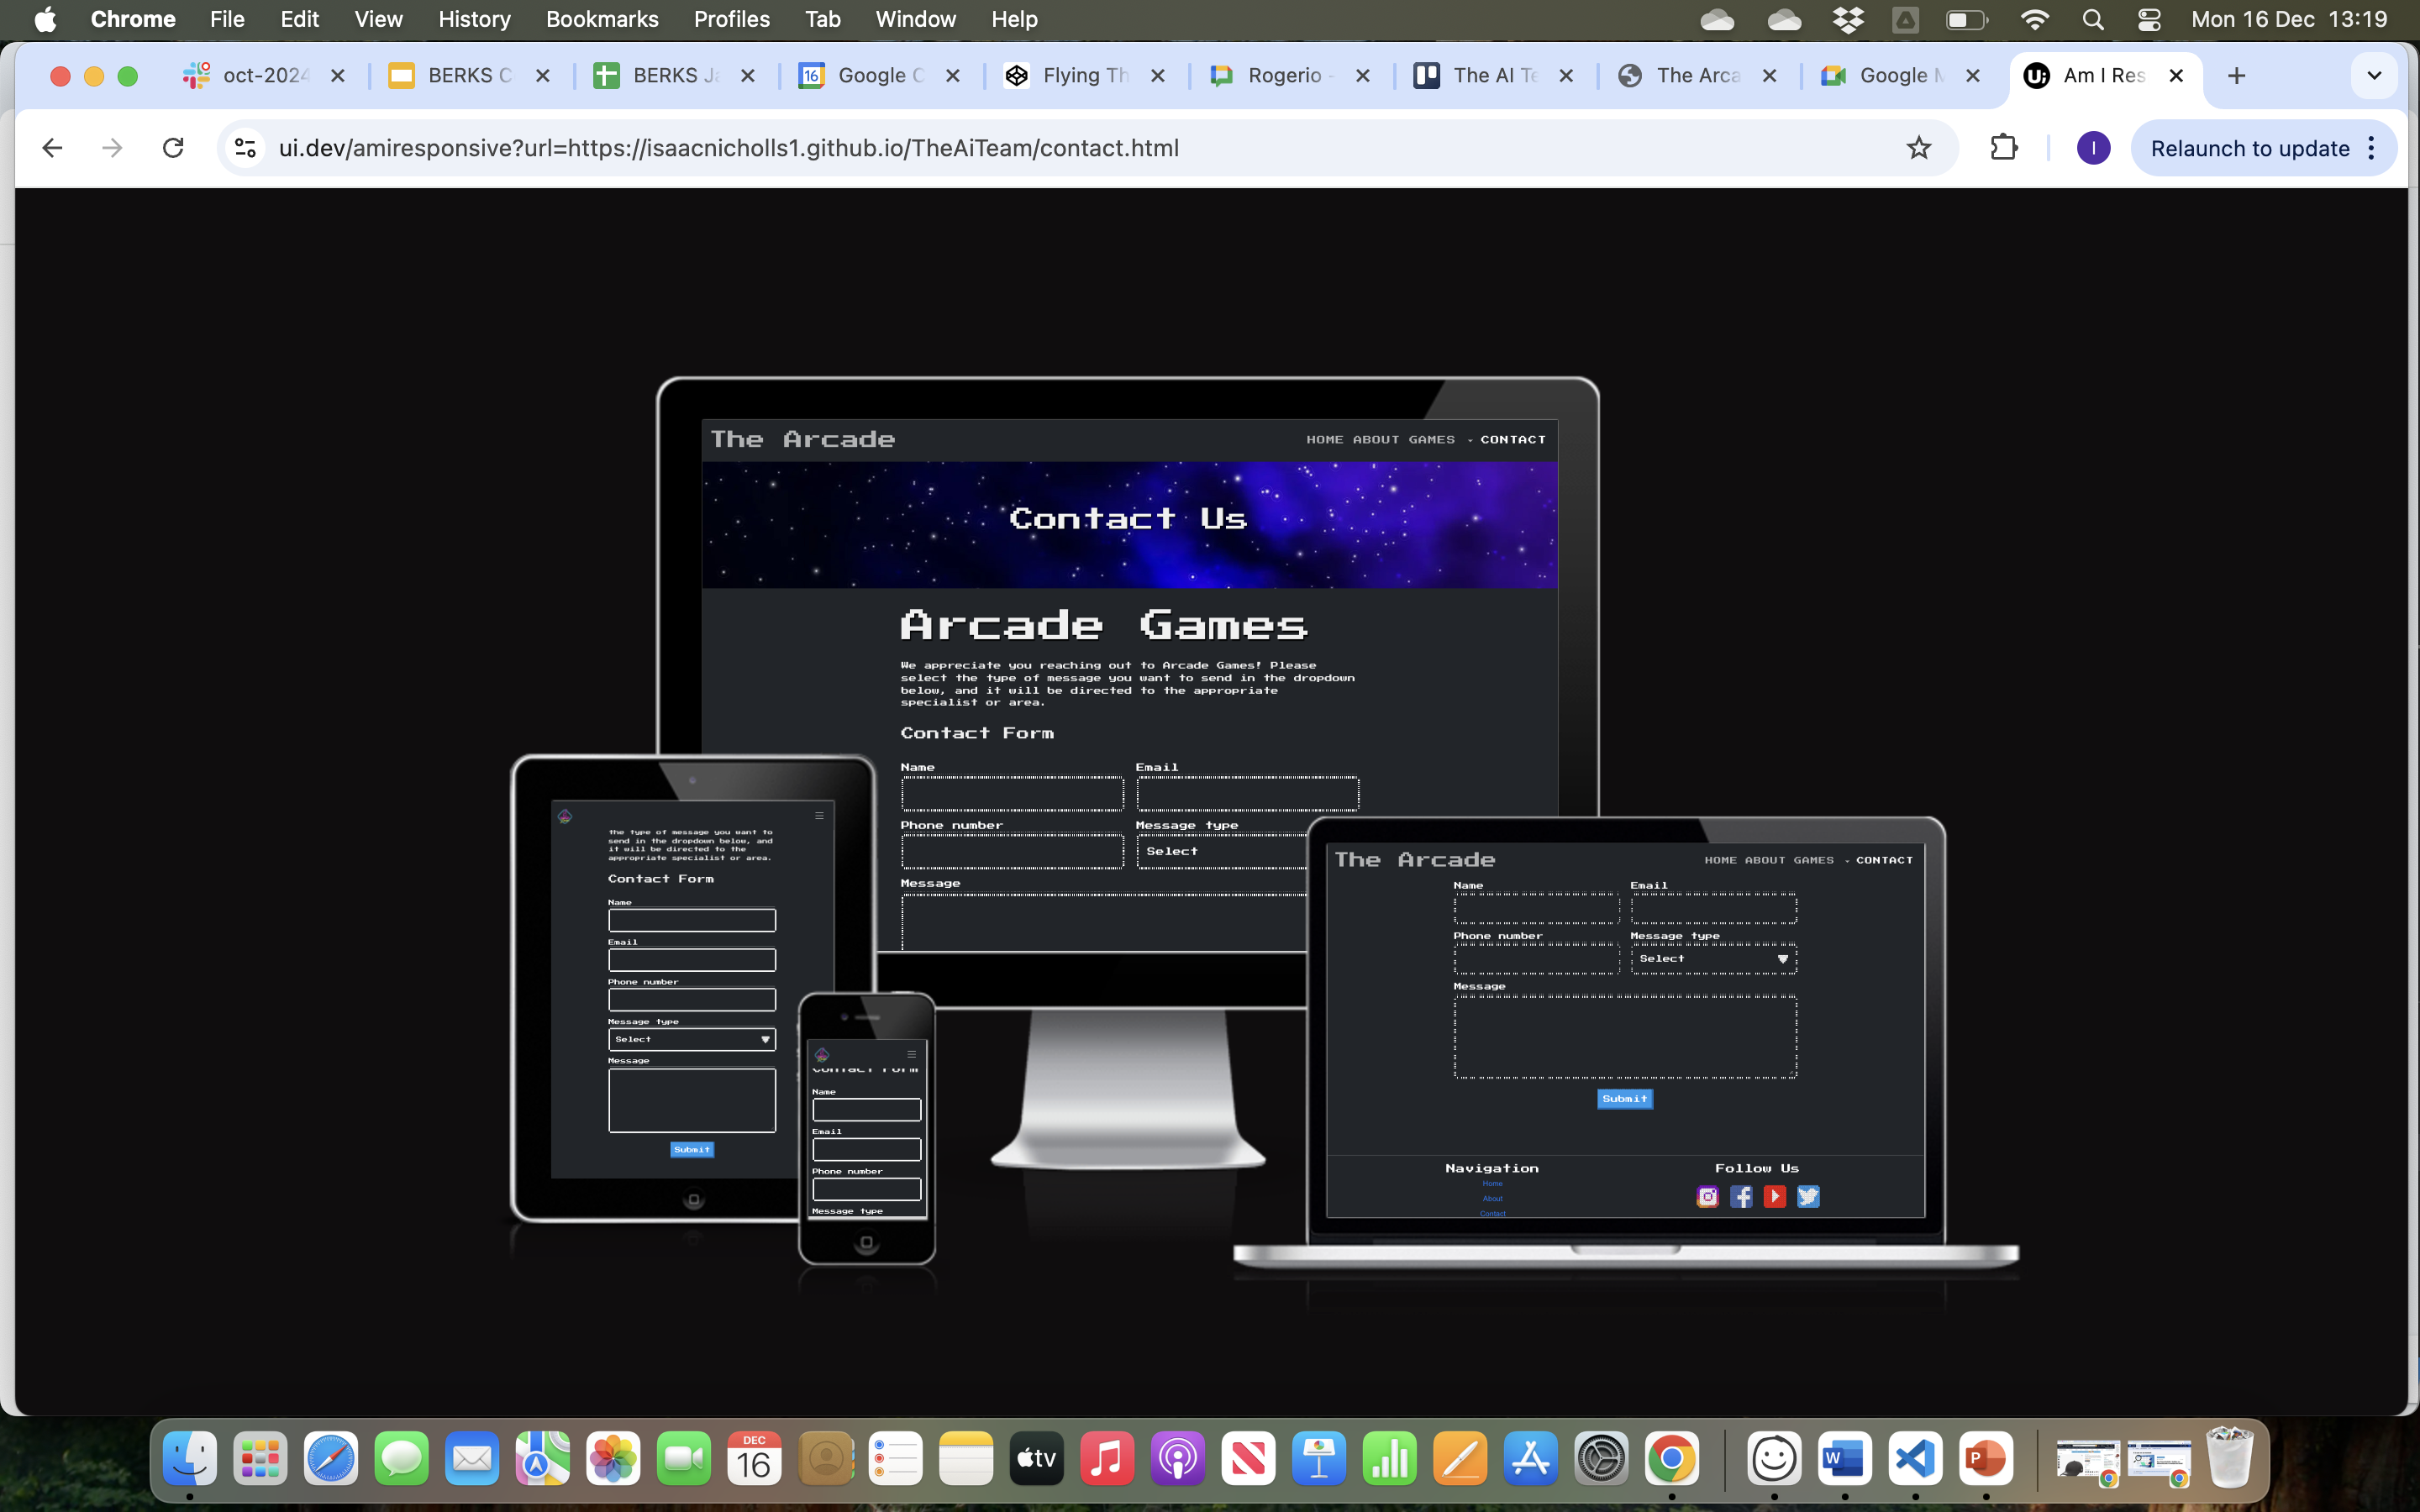 Chrome File Edit View History Bookmarks Profiles Tab Window Help Mon 16 Dec 13:19
oct-2024 BERKS C BERKS Ja 16 Google C Flying Th Rogerio - The AI Te The Arca Google M Am I Res
ui.dev/amiresponsive?url=https://isaacnicholls1.github.io/TheAiTeam/contact.html I Relaunch to update
The Arcade HOME ABOUT GAMES CONTACT
Contact Us
Arcade Games
We appreciate you reaching out to Arcade Games! Please
select the type of message you want to send in the dropdown
below, and it will be directed to the appropriate
specialist or area.
Contact Form
Name Email
Phone number Message type
Select
Message
the type of message you want to
send in the dropdown below, and
it will be directed to the
appropriate specialist or area.
Contact Form
Name
Email
Phone number
Message type
Select
Message
Submit
Contact Form
Name
Email
Phone number
Message type
The Arcade HOME ABOUT GAMES CONTACT
Name Email
Phone number Message type
Select
Message
Submit
Navigation Follow Us
Home
About
Contact
DEC
16
tv